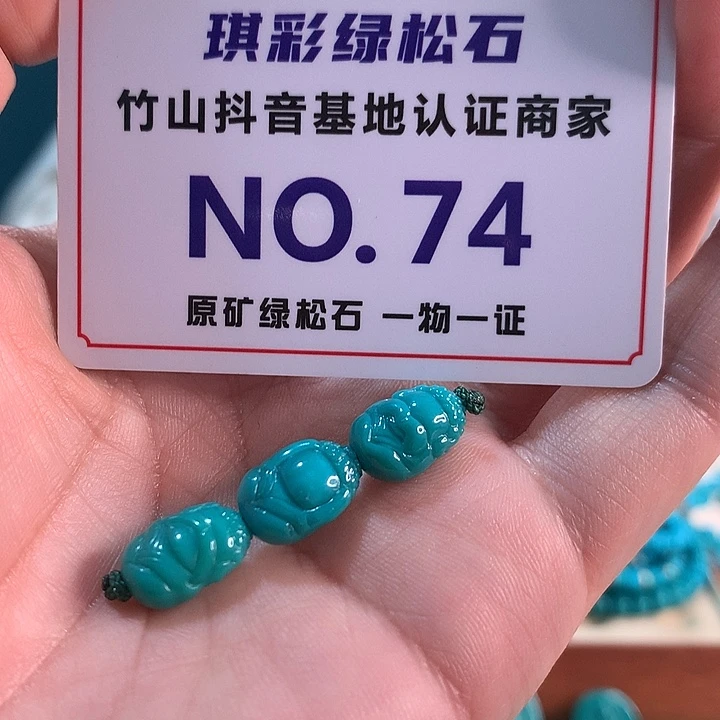 琪彩绿松石
竹山抖音基地认证商家
NO. 74
原矿绿松石 一物一证